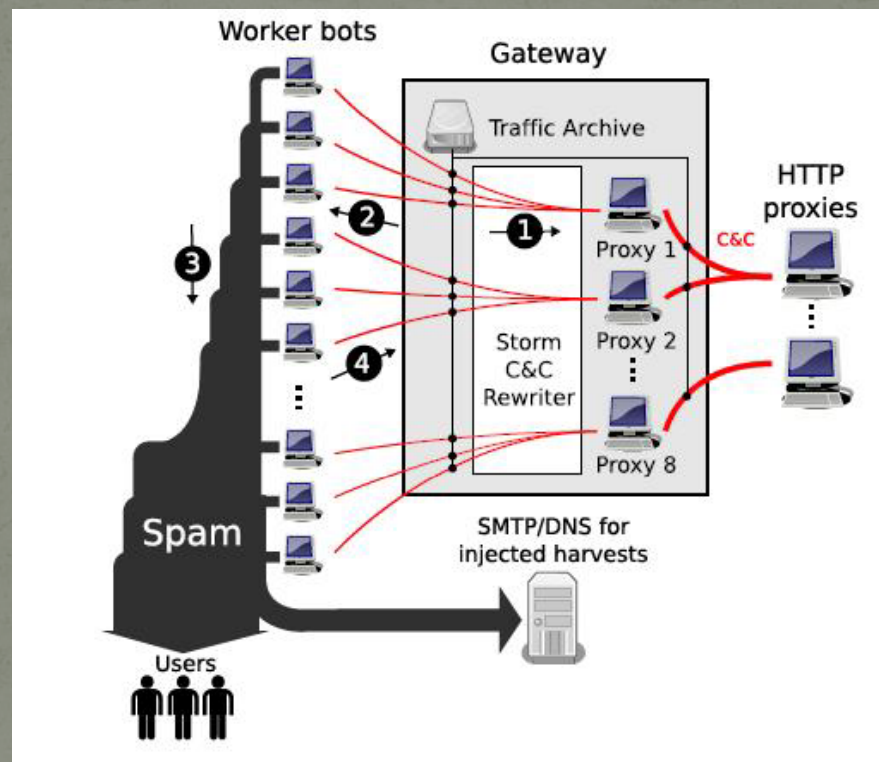 Worker bots
Gateway
Traffic Archive
HTTP
proxies
2
1
C&C
3
Proxy 1
4
Storm
C&C
Rewriter
Proxy 2
Proxy 8
Spam
SMTP/DNS for
injected harvests
Users